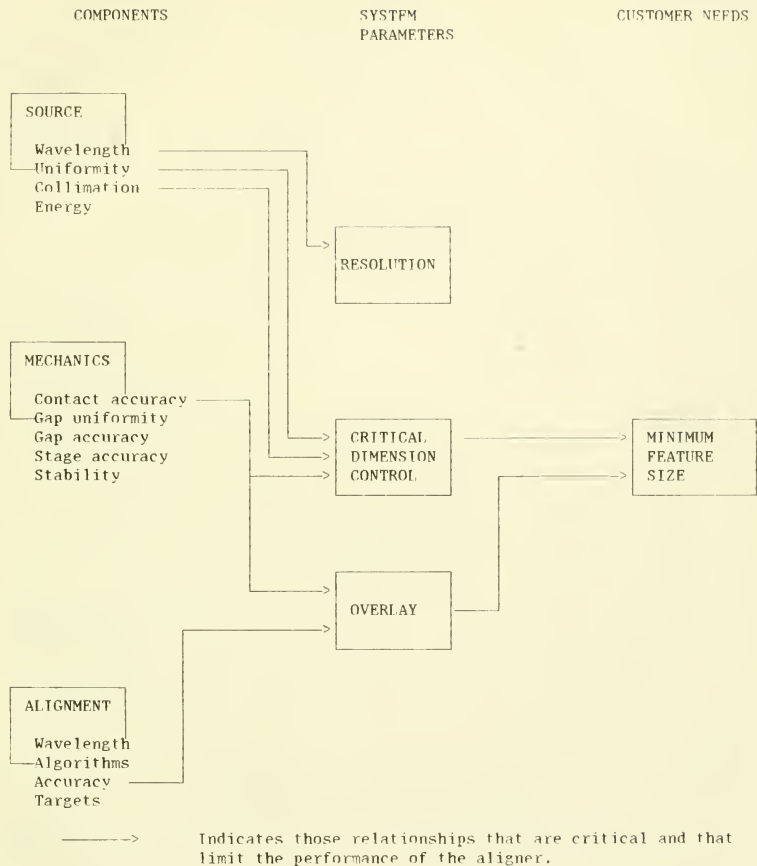 COMPONENTS
SYSTEM
PARAMETERS
CUSTOMER NEEDS
SOURCE
Wavelength
Uniformity
Collimation
Energy
RESOLUTION
MECHANICS
Contact accuracy
Gap uniformity
Gap accuracy
Stage accuracy
Stability
CRITICAL
DIMENSION
CONTROL
MINIMUM
FEATURE
SIZE
OVERLAY
ALIGNMENT
Wavelength
Algorithms
Accuracy
Targets
Indicates those relationships that are critical and that
limit the performance of the aligner.